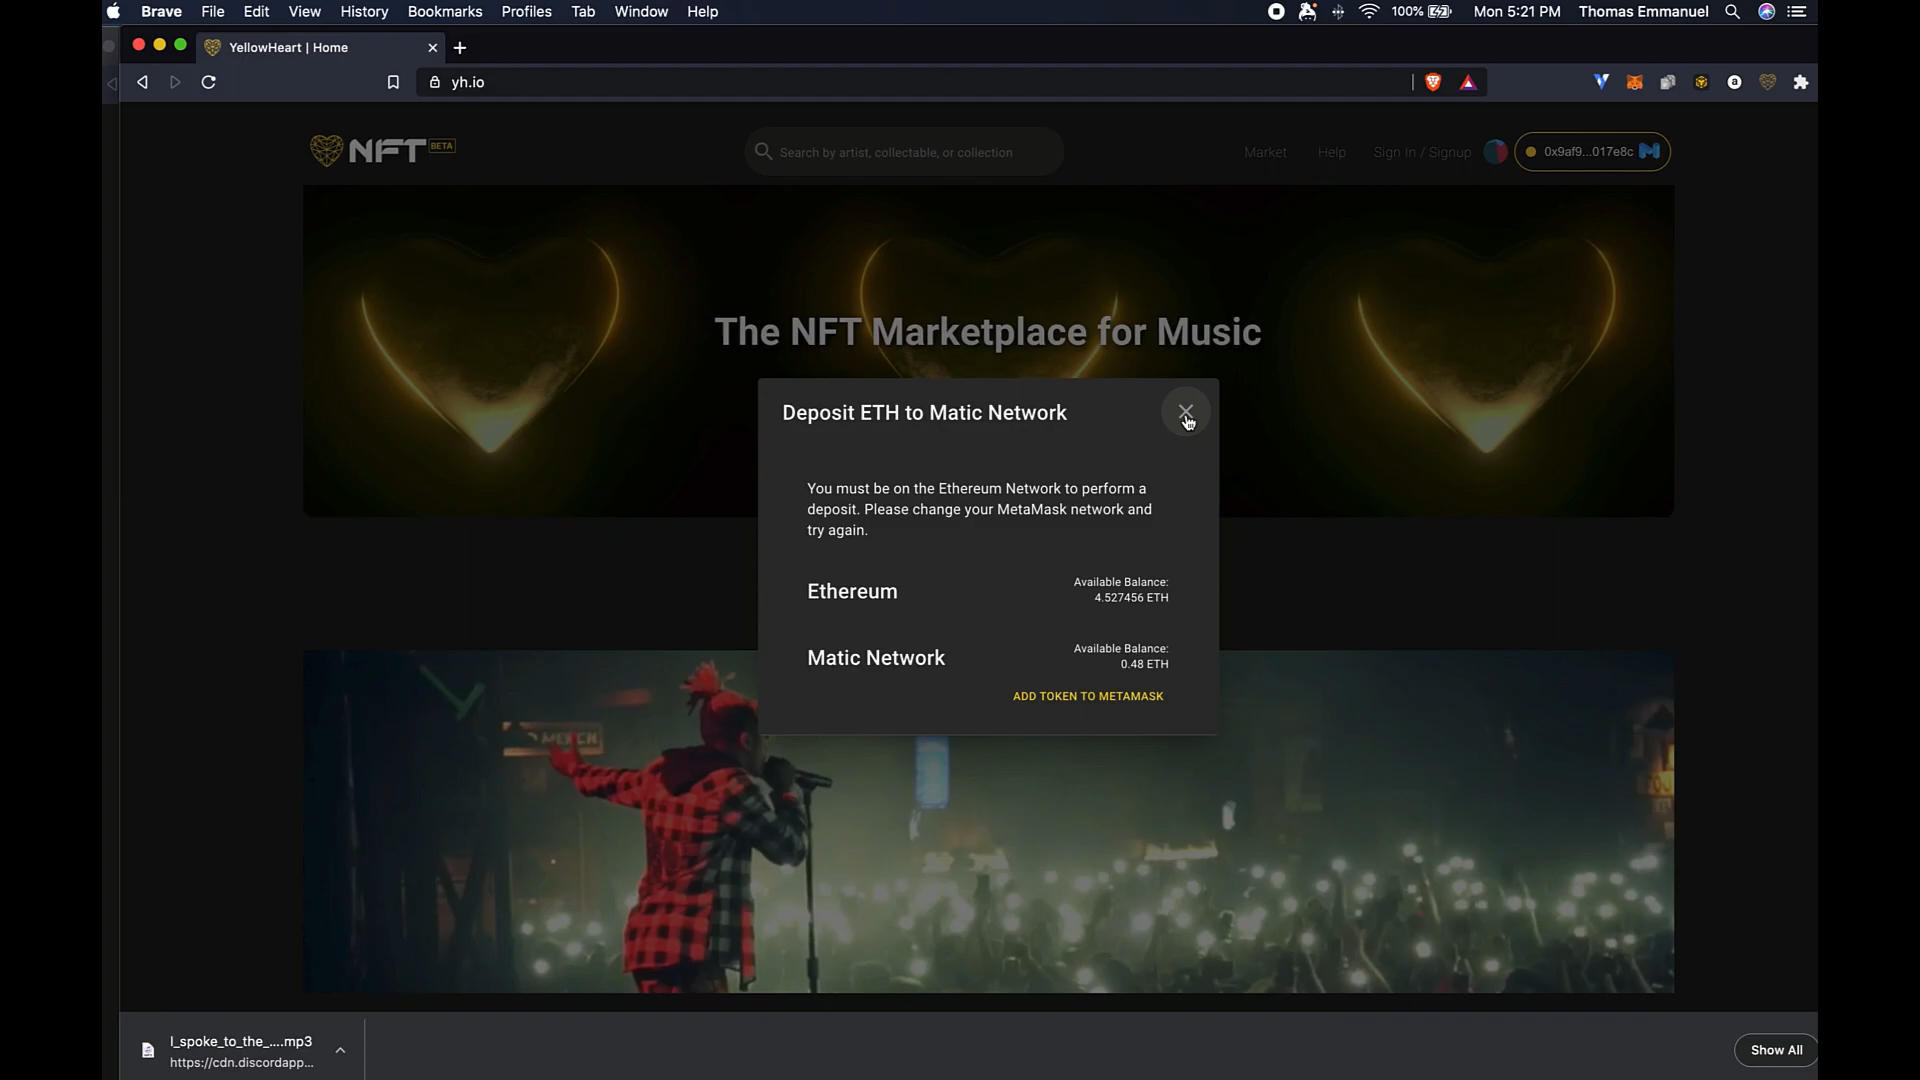 Brave File Edit View History Bookmarks Profiles Tab Window Help 100% Mon 5:21 PM Thomas Emmanuel
YellowHeart | Home
yh.io
NFT BETA
Search by artist, collectable, or collection
Market Help Sign In / Signup 0x9af9...017e8c
The NFT Marketplace for Music
Deposit ETH to Matic Network
You must be on the Ethereum Network to perform a
deposit. Please change your MetaMask network and
try again.
Ethereum
Available Balance:
4.527456 ETH
Matic Network
Available Balance:
0.48 ETH
ADD TOKEN TO METAMASK
I_spoke_to_the_....mp3
https://cdn.discordapp...
Show All